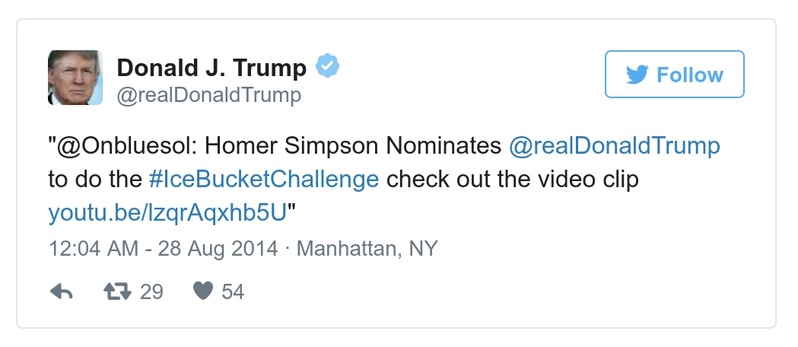 Donald J. Trump
@realDonaldTrump
Follow
"@Onbluesol: Homer Simpson Nominates @realDonaldTrump
to do the #IceBucketChallenge check out the video clip
youtu.be/lzqrAqxhb5U"
12:04 AM - 28 Aug 2014 · Manhattan, NY
29
54